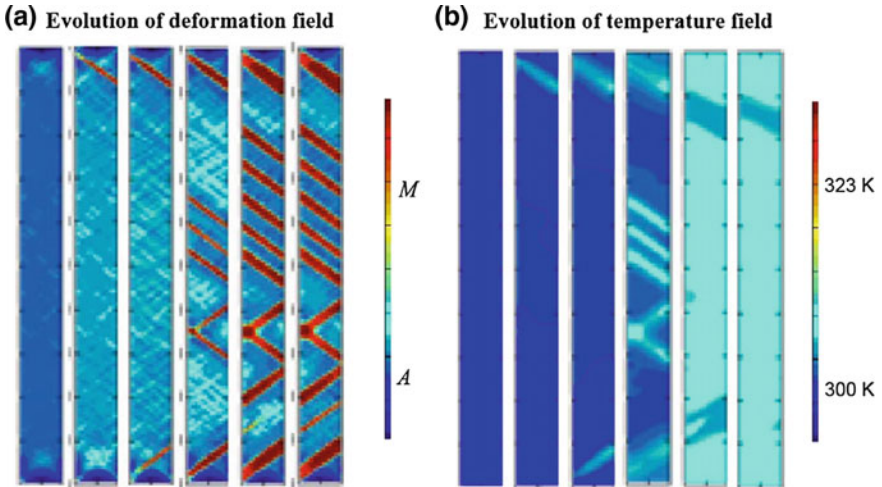 (a) Evolution of deformation field
M
A
(b) Evolution of temperature field
323 K
300 K